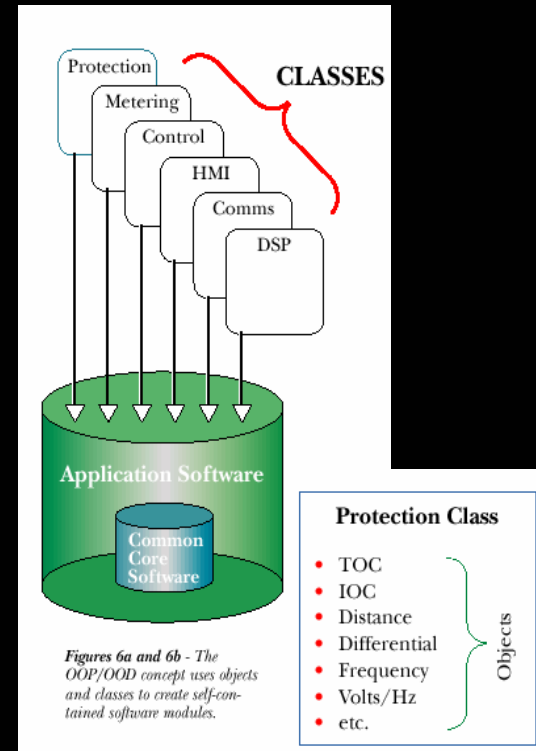 Protection
CLASSES
Metering
Control
HMI
Comms
DSP
Application Software
Common
Core
Software
Figures 6a and 6b - The
OOP/OOD concept uses objects
and classes to create self-con-
tained software modules.
Protection Class
• TOC
• IOC
• Distance
• Differential
• Frequency
• Volts/Hz
• etc.
Objects